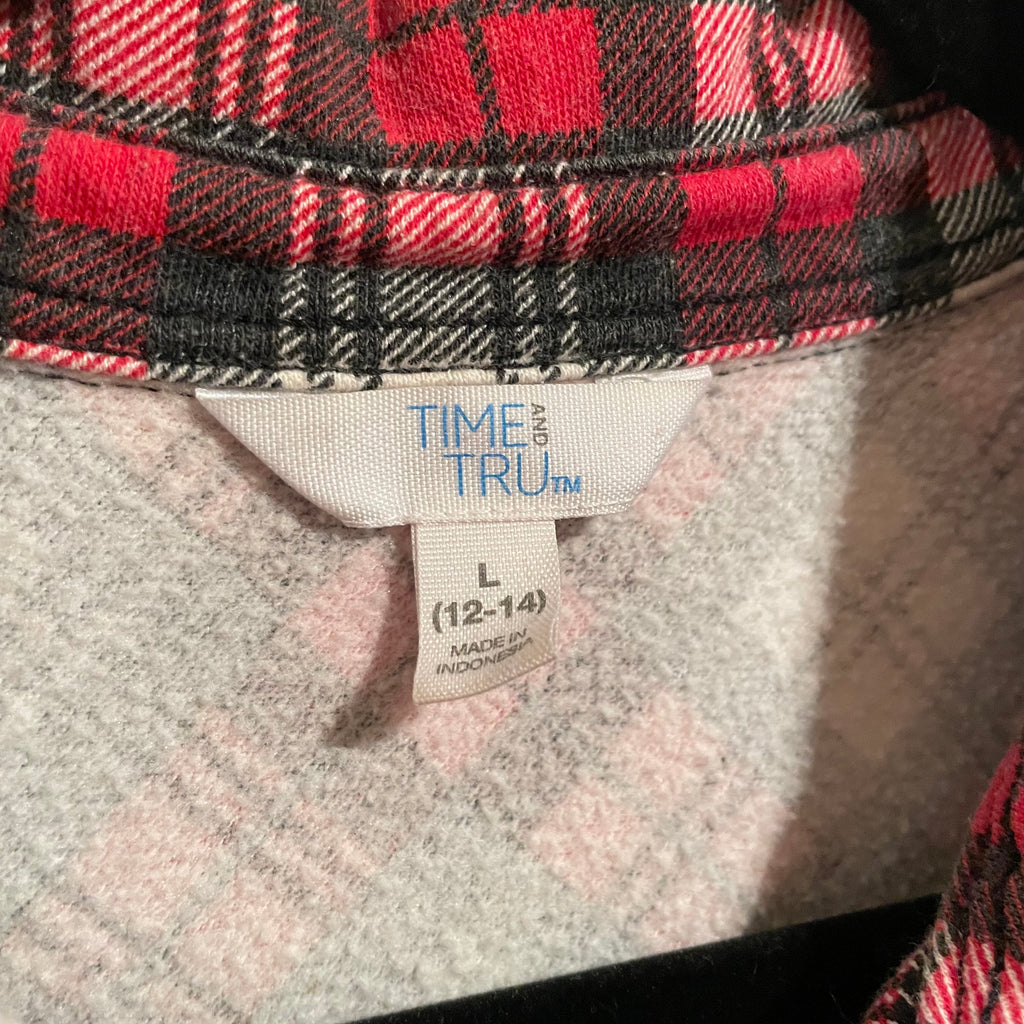 TIME AND
TRU™
L
(12-14)
MADE IN
INDONESIA